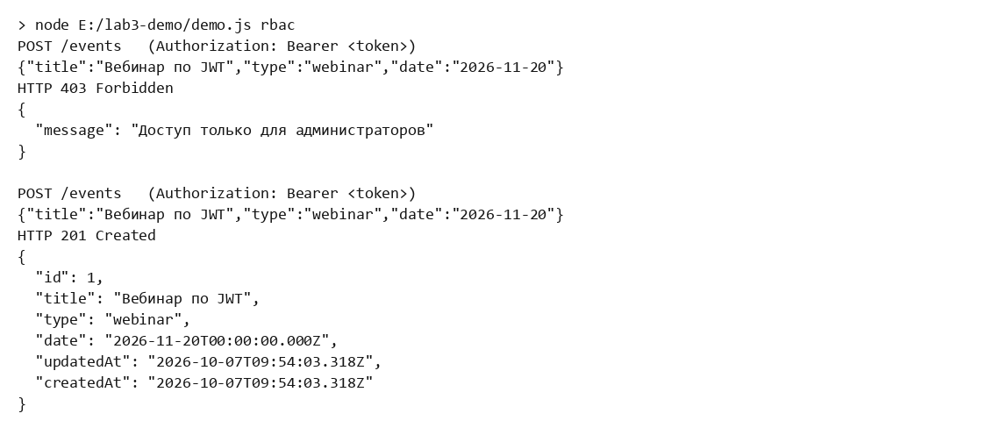 > node E:/lab3-demo/demo.js rbac
POST /events   (Authorization: Bearer <token>)
{"title":"Вебинар по JWT","type":"webinar","date":"2026-11-20"}
HTTP 403 Forbidden
{
  "message": "Доступ только для администраторов"
}

POST /events   (Authorization: Bearer <token>)
{"title":"Вебинар по JWT","type":"webinar","date":"2026-11-20"}
HTTP 201 Created
{
  "id": 1,
  "title": "Вебинар по JWT",
  "type": "webinar",
  "date": "2026-11-20T00:00:00.000Z",
  "updatedAt": "2026-10-07T09:54:03.318Z",
  "createdAt": "2026-10-07T09:54:03.318Z"
}